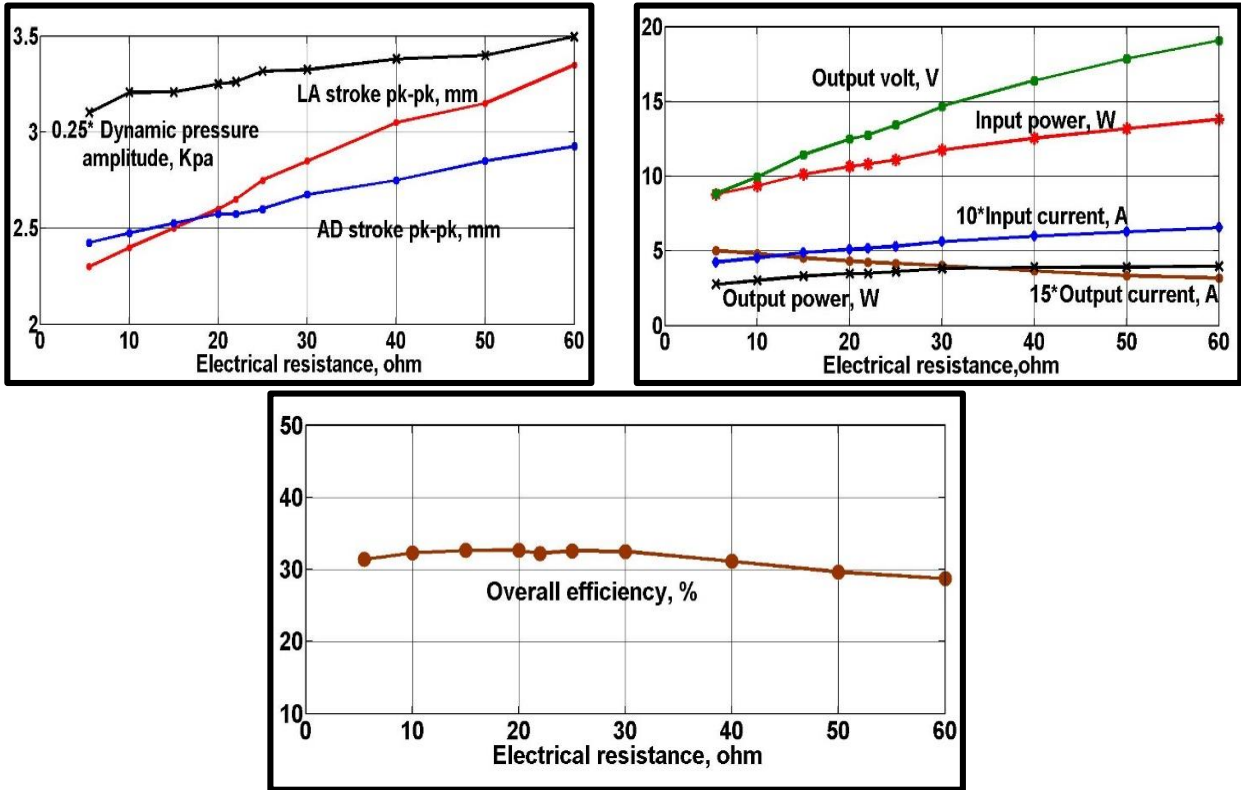 3.5
3
2.5
2
LA stroke pk-pk, mm
0.25* Dynamic pressure
amplitude, Kpa
AD stroke pk-pk, mm
0 10 20 30 40 50 60
Electrical resistance, ohm
20
15
10
5
0
Output volt, V
Input power, W
10*Input current, A
Output power, W
15*Output current, A
0 10 20 30 40 50 60
Electrical resistance,ohm
50
40
30
20
10
Overall efficiency, %
0 10 20 30 40 50 60
Electrical resistance, ohm